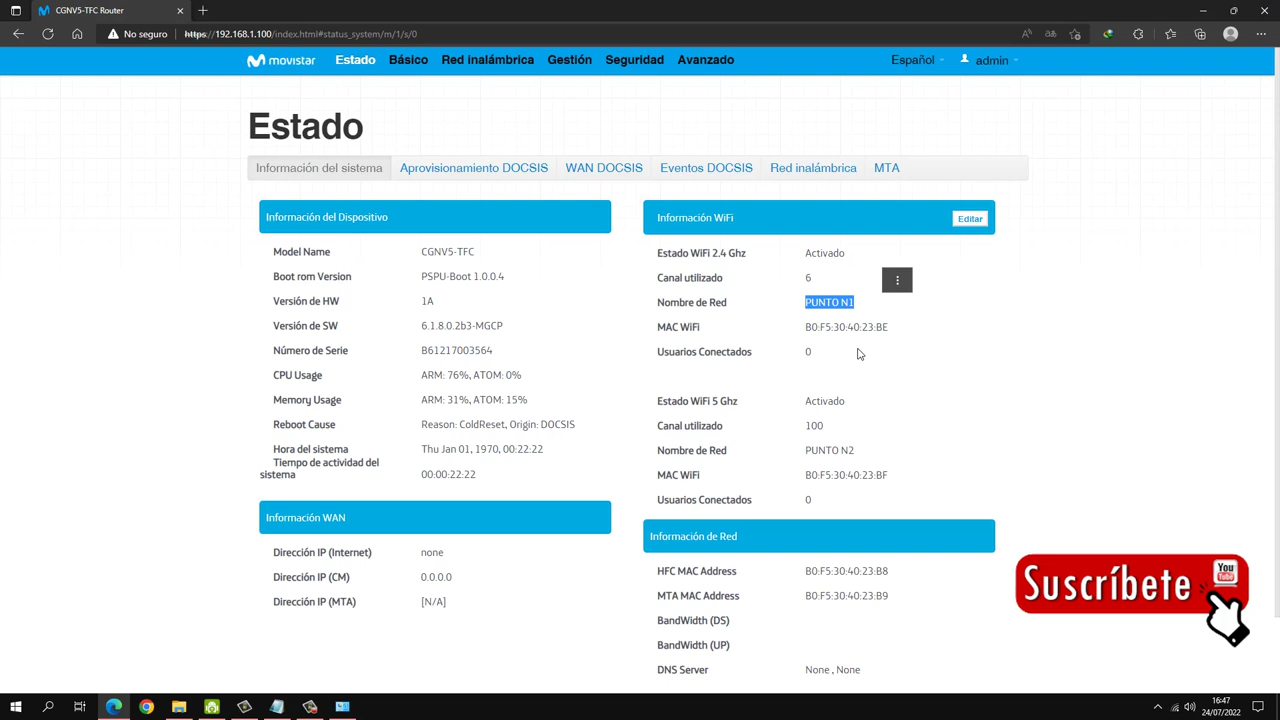 CGNV5-TFC Router
No seguro
https://192.168.1.100/index.html#status_system/m/1/s/0
movistar
Estado Básico Red inalámbrica Gestión Seguridad Avanzado
Español admin
Estado
Información del sistema Aprovisionamiento DOCSIS WAN DOCSIS Eventos DOCSIS Red inalámbrica MTA
Información del Dispositivo
Model Name CGNV5-TFC
Boot rom Version PSPU-Boot 1.0.0.4
Versión de HW 1A
Versión de SW 6.1.8.0.2b3-MGCP
Número de Serie B61217003564
CPU Usage ARM: 76%, ATOM: 0%
Memory Usage ARM: 31%, ATOM: 15%
Reboot Cause Reason: ColdReset, Origin: DOCSIS
Hora del sistema Thu Jan 01, 1970, 00:22:22
Tiempo de actividad del
sistema 00:00:22:22
Información WAN
Dirección IP (Internet) none
Dirección IP (CM) 0.0.0.0
Dirección IP (MTA) [N/A]
Información WiFi Editar
Estado WiFi 2.4 Ghz Activado
Canal utilizado 6
Nombre de Red PUNTO N1
MAC WiFi B0:F5:30:40:23:BE
Usuarios Conectados 0
Estado WiFi 5 Ghz Activado
Canal utilizado 100
Nombre de Red PUNTO N2
MAC WiFi B0:F5:30:40:23:BF
Usuarios Conectados 0
Información de Red
HFC MAC Address B0:F5:30:40:23:B8
MTA MAC Address B0:F5:30:40:23:B9
BandWidth (DS)
BandWidth (UP)
DNS Server None , None
Suscríbete
You
Tube
16:47
24/07/2022